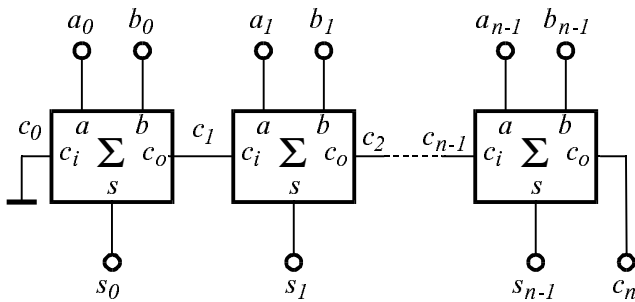 a0 b0 a1 b1 an-1 bn-1
c0 a b c1 a b c2 cn-1 a b
ci Σ co ci Σ co ci Σ co
s s s
s0 s1 sn-1 cn